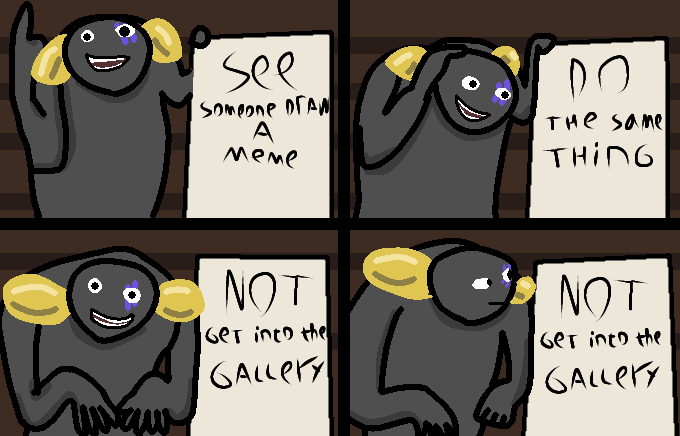 See
someone Draw
A
meme
DO
THe same
THING
NOT
GeT into the
GALLerY
NOT
GeT into the
GALLerY